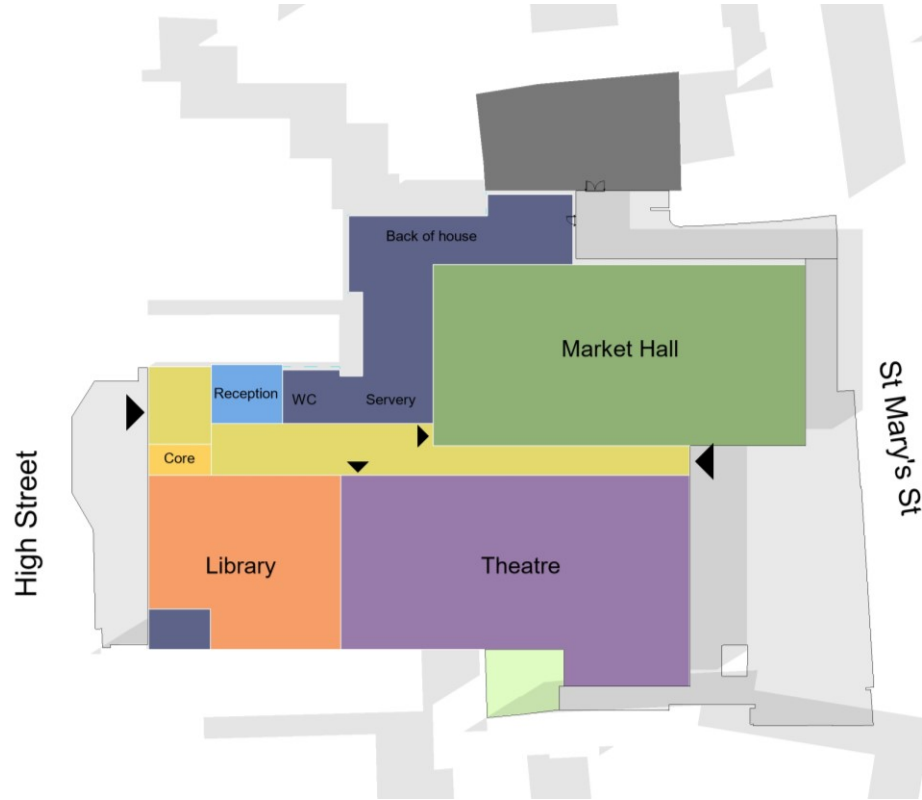 Back of house
Market Hall
Reception
WC
Servery
Core
High Street
St Mary's St
Library
Theatre